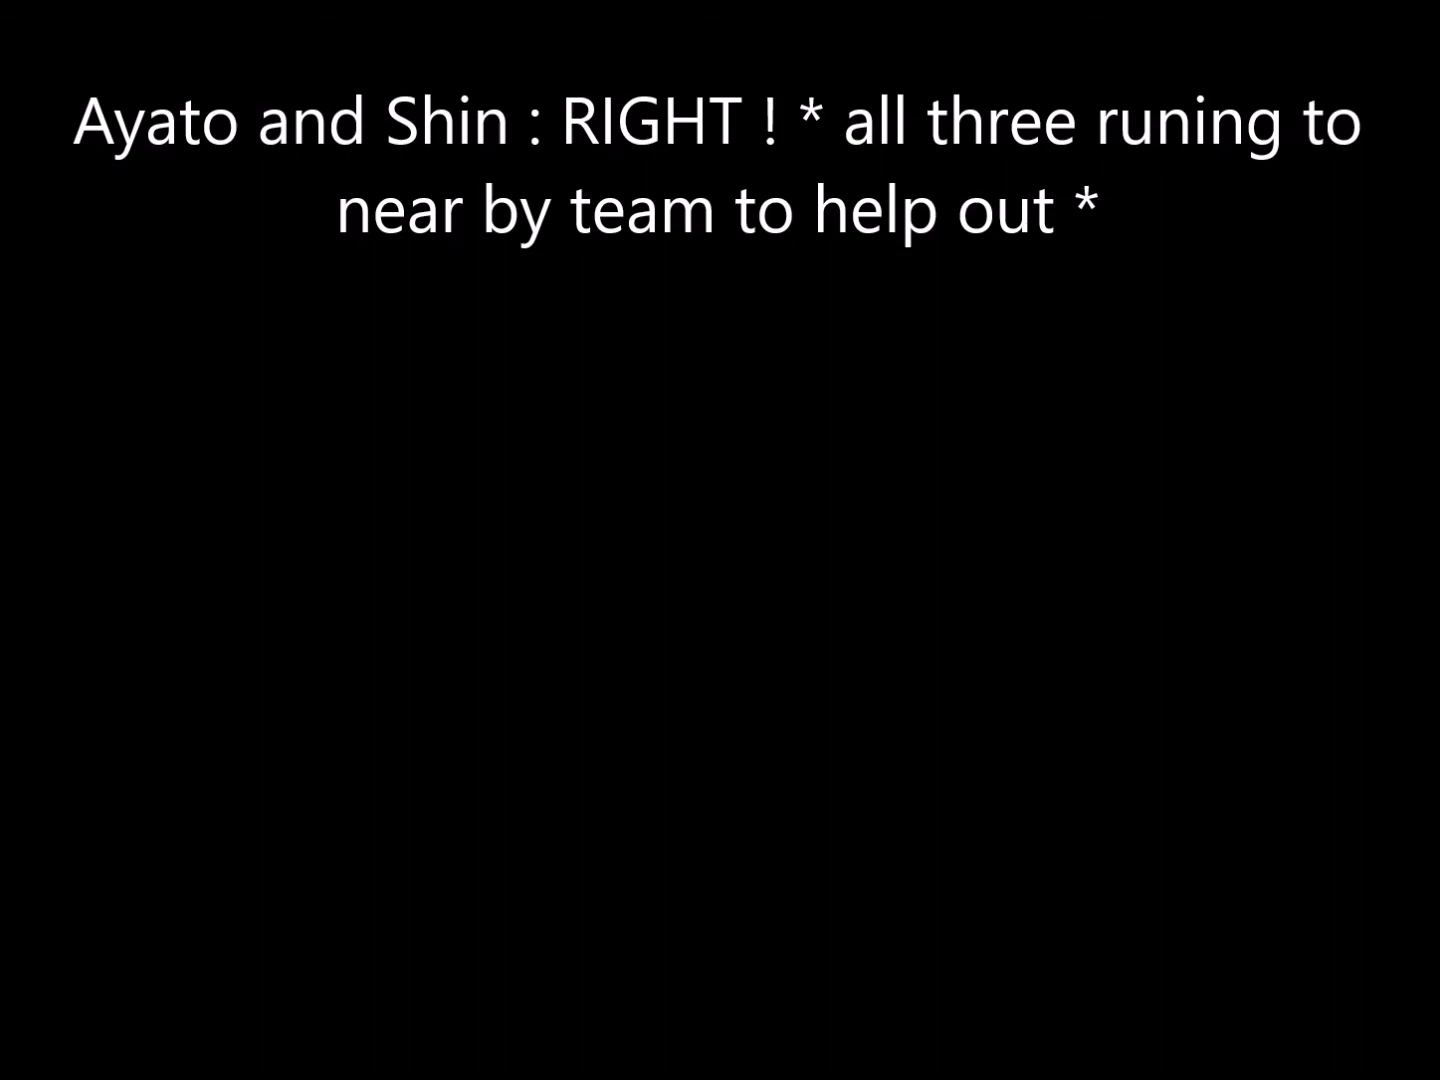 Ayato and Shin : RIGHT ! * all three runing to
near by team to help out *